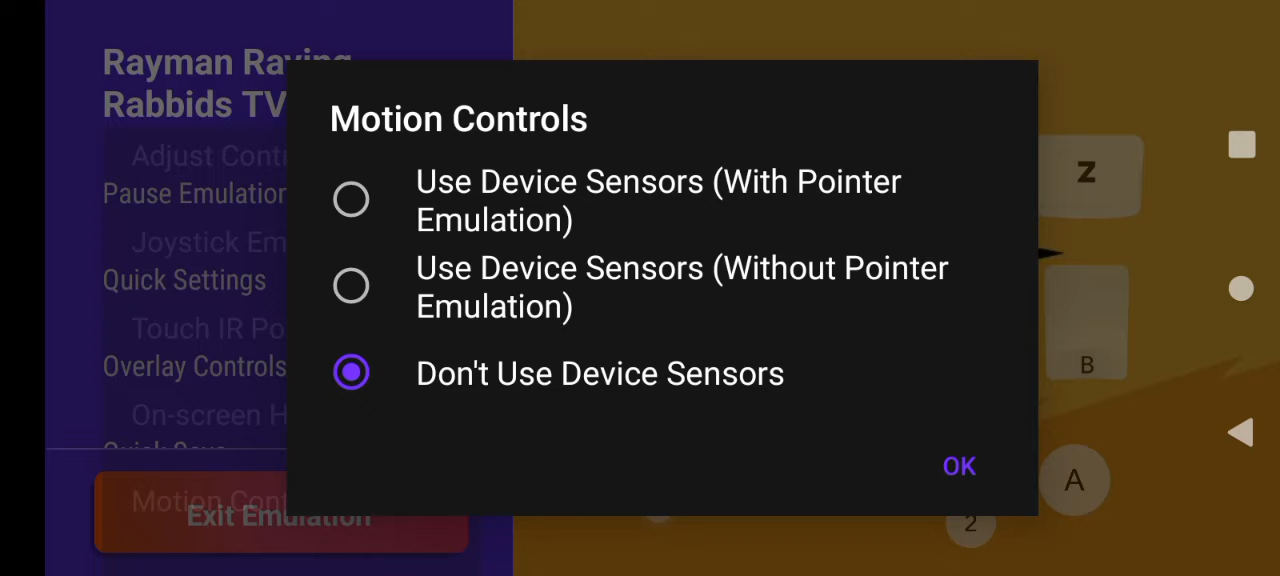 Rayman Raving
Rabbids TV
Motion Controls
Adjust Contr
Use Device Sensors (With Pointer
Emulation)
Pause Emulation
Z
Joystick Em
Use Device Sensors (Without Pointer
Emulation)
Quick Settings
Touch IR Po
Overlay Controls
Don't Use Device Sensors
B
On-screen H
Quick Save
OK
A
Motion Cont
Exit Emulation
2